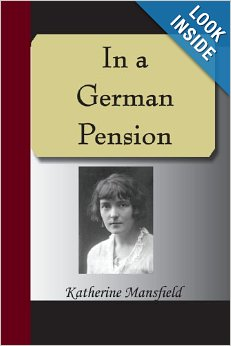 LOOK
INSIDE
In a
German
Pension
Katherine Mansfield